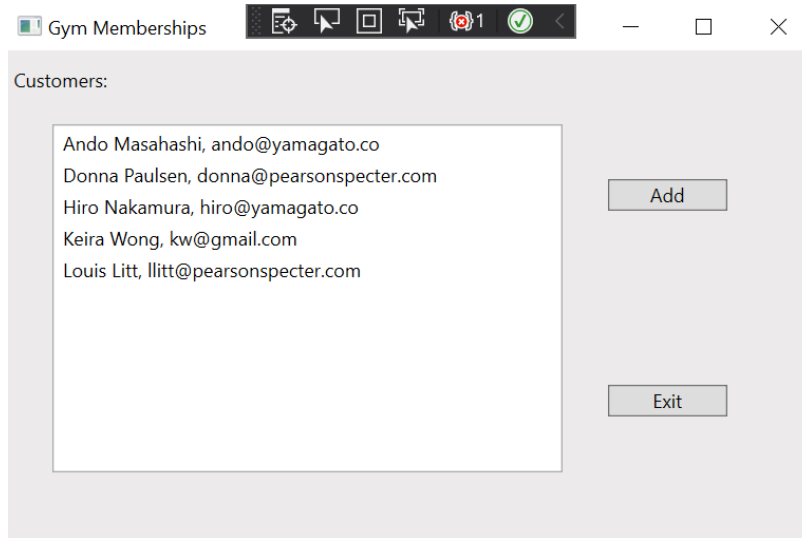 Gym Memberships
1
Customers:
Ando Masahashi, ando@yamagato.co
Donna Paulsen, donna@pearsonspecter.com
Hiro Nakamura, hiro@yamagato.co
Keira Wong, kw@gmail.com
Louis Litt, llitt@pearsonspecter.com
Add
Exit